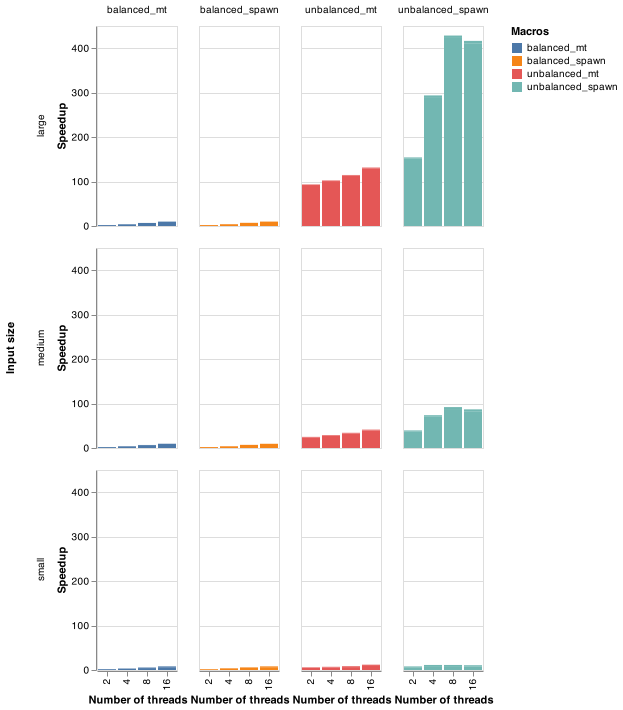 balanced_mt balanced_spawn unbalanced_mt unbalanced_spawn
Macros
balanced_mt
balanced_spawn
unbalanced_mt
unbalanced_spawn
Input size
large
Speedup
400
300
200
100
0
medium
Speedup
400
300
200
100
0
small
Speedup
400
300
200
100
0
2 4 8 16 2 4 8 16 2 4 8 16 2 4 8 16
Number of threads Number of threads Number of threads Number of threads